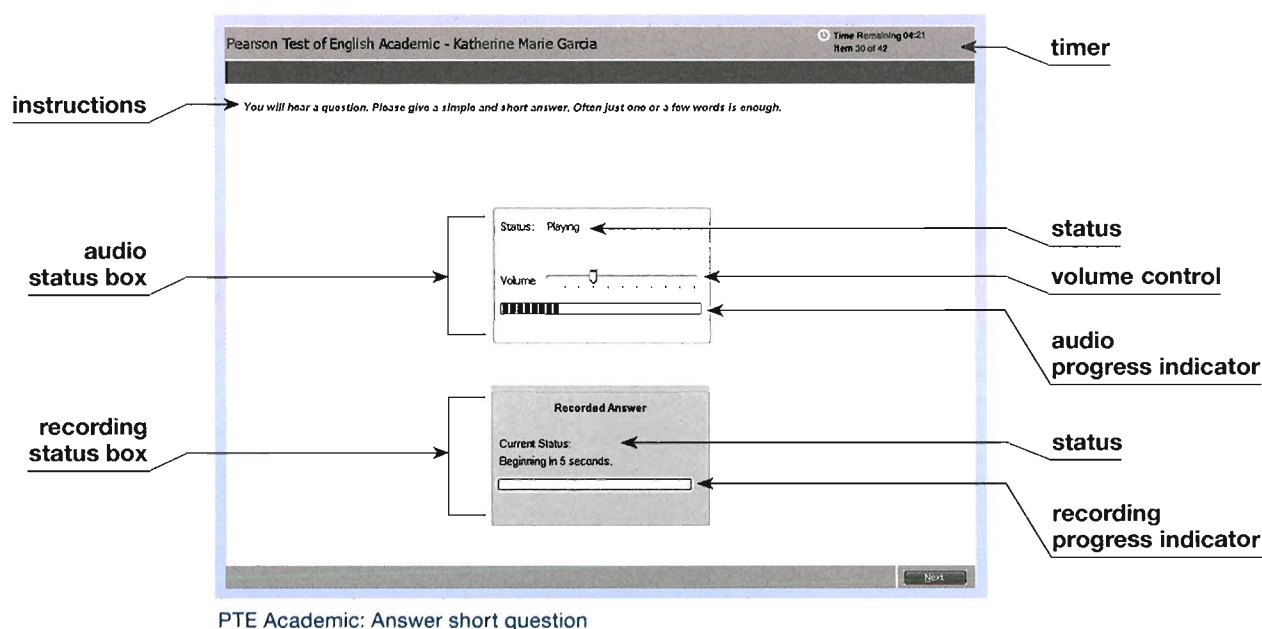 Pearson Test of English Academic - Katherine Marie Garcia
Time Remaining 04:21
Item 30 of 42
timer
instructions
You will hear a question. Please give a simple and short answer. Often just one or a few words is enough.
audio
status box
Status: Playing
status
Volume
volume control
audio
progress indicator
recording
status box
Recorded Answer
Current Status:
Beginning in 5 seconds.
status
recording
progress indicator
Next
PTE Academic: Answer short question